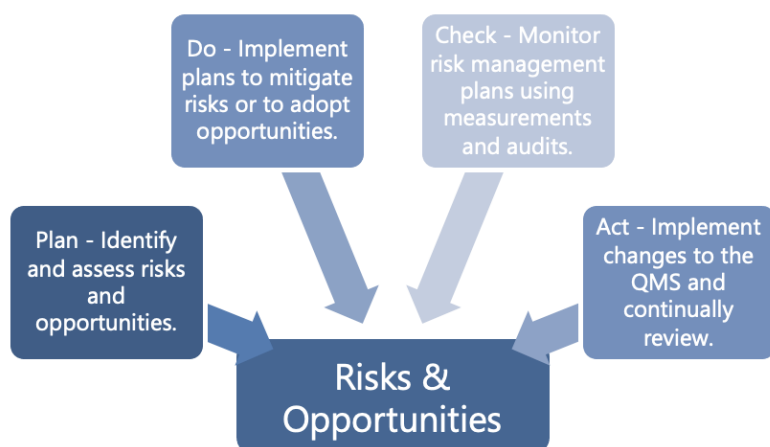 Do - Implement
plans to mitigate
risks or to adopt
opportunities.
Check - Monitor
risk management
plans using
measurements
and audits.
Plan - Identify
and assess risks
and
opportunities.
Act - Implement
changes to the
QMS and
continually
review.
Risks &
Opportunities